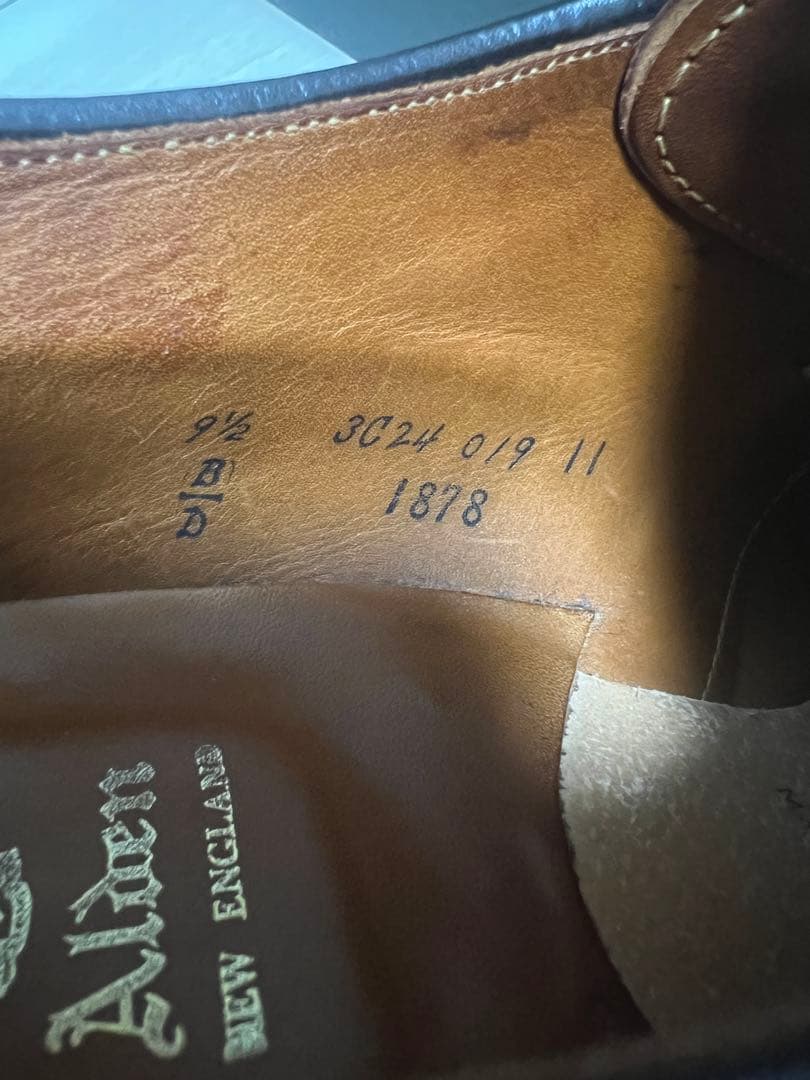 9½ 3C24 019 11
B/D 1878
Alden
NEW ENGLAND